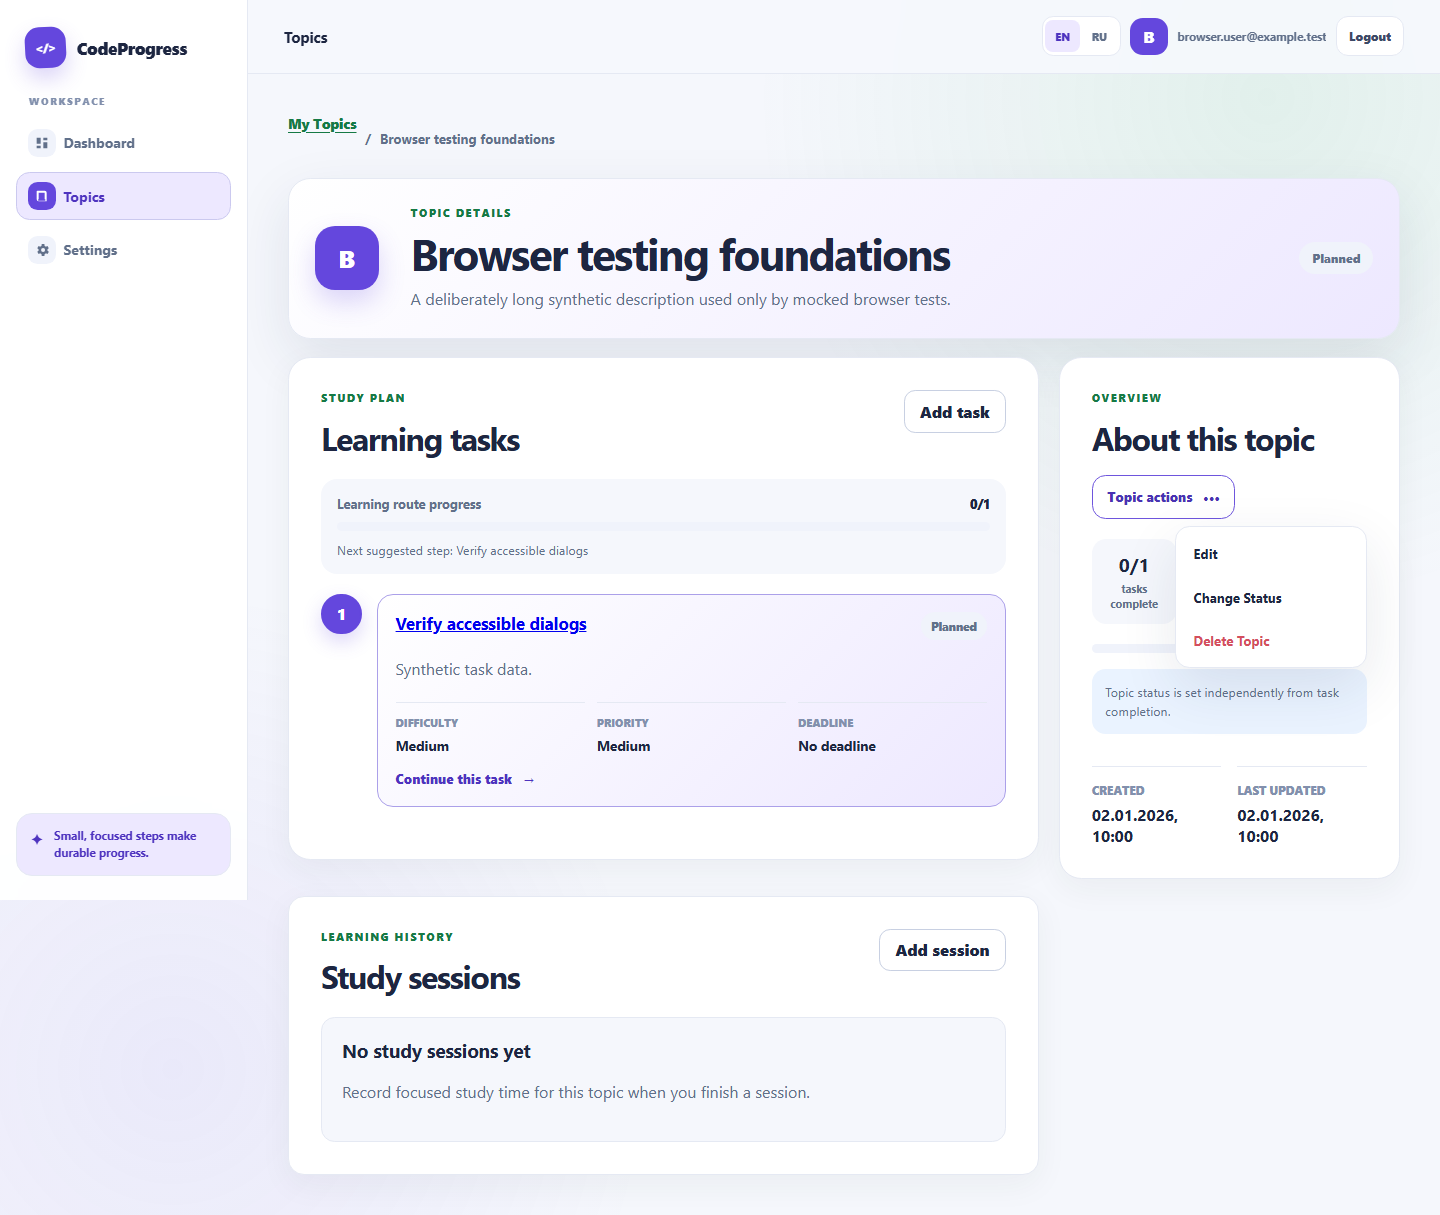 </> CodeProgress
WORKSPACE
Dashboard
Topics
Settings
Small, focused steps make
durable progress.
Topics
EN RU B browser.user@example.test Logout
My Topics / Browser testing foundations
B
TOPIC DETAILS
Browser testing foundations
A deliberately long synthetic description used only by mocked browser tests.
Planned
STUDY PLAN
Learning tasks
Add task
Learning route progress 0/1
Next suggested step: Verify accessible dialogs
1
Verify accessible dialogs
Planned
Synthetic task data.
DIFFICULTY PRIORITY DEADLINE
Medium Medium No deadline
Continue this task →
OVERVIEW
About this topic
Topic actions •••
Edit
Change Status
Delete Topic
0/1
tasks
complete
Topic status is set independently from task
completion.
CREATED LAST UPDATED
02.01.2026, 02.01.2026,
10:00 10:00
LEARNING HISTORY
Study sessions
Add session
No study sessions yet
Record focused study time for this topic when you finish a session.